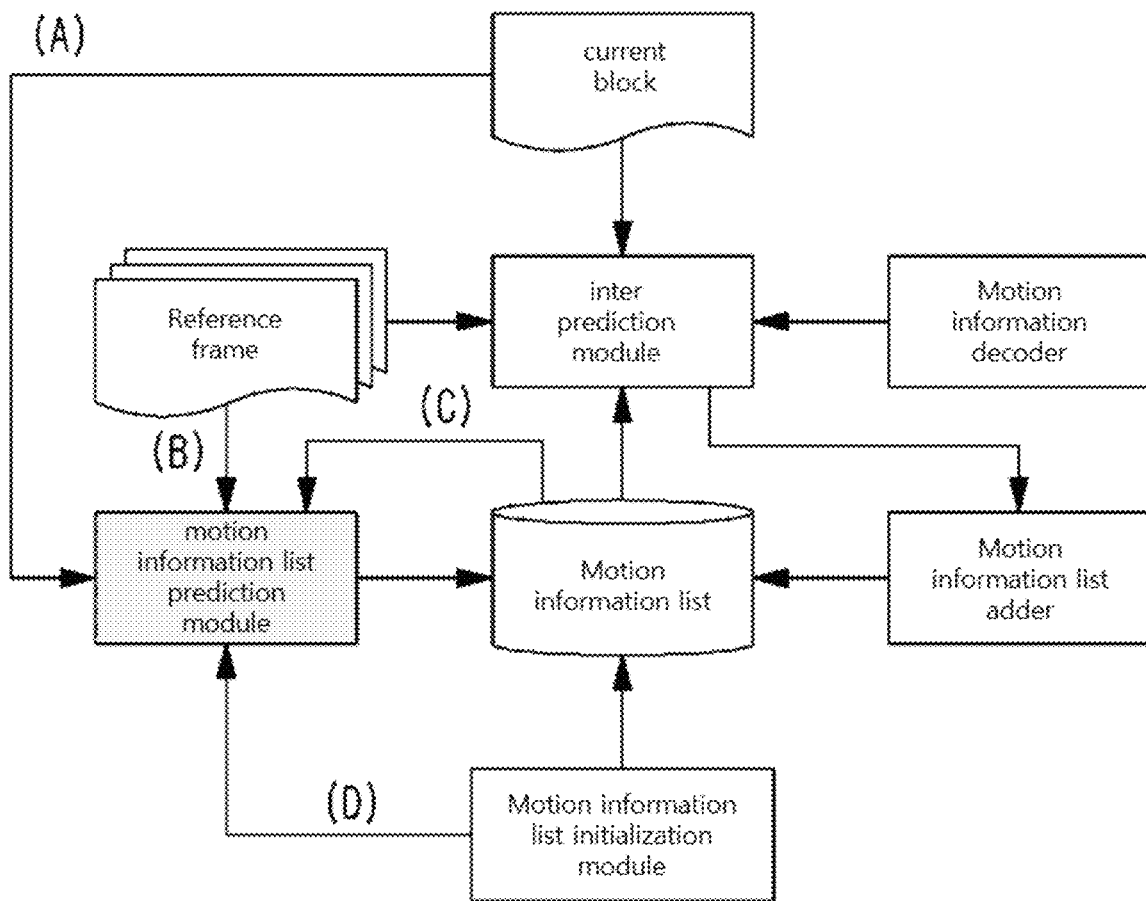 (A)
current
block
Reference
frame
inter
prediction
module
Motion
information
decoder
(B)
(C)
motion
information list
prediction
module
Motion
information list
Motion
information list
adder
(D)
Motion information
list initialization
module